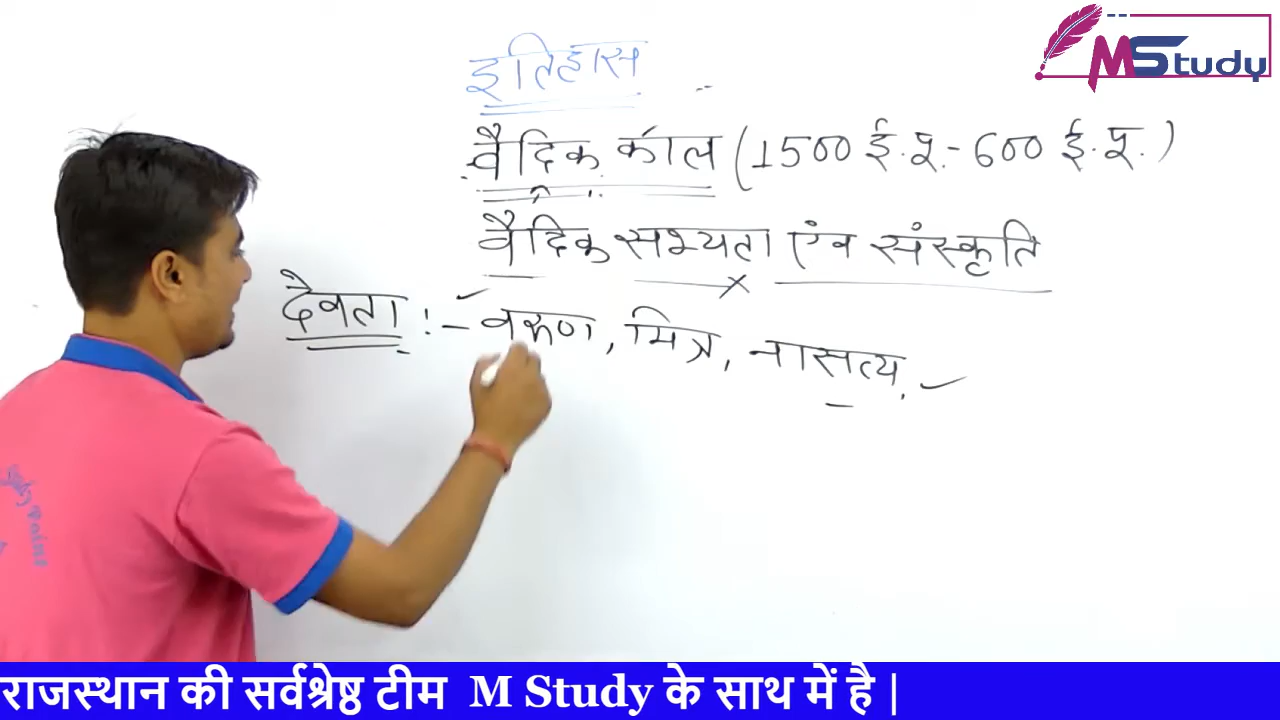 MStudy
इतिहास
वैदिक काल (1500 ई.पू.- 600 ई.पू.)
वैदिक सभ्यता एंव संस्कृति
देवता :- वरूण, मित्र, नासत्य.
राजस्थान की सर्वश्रेष्ठ टीम M Study के साथ में है |